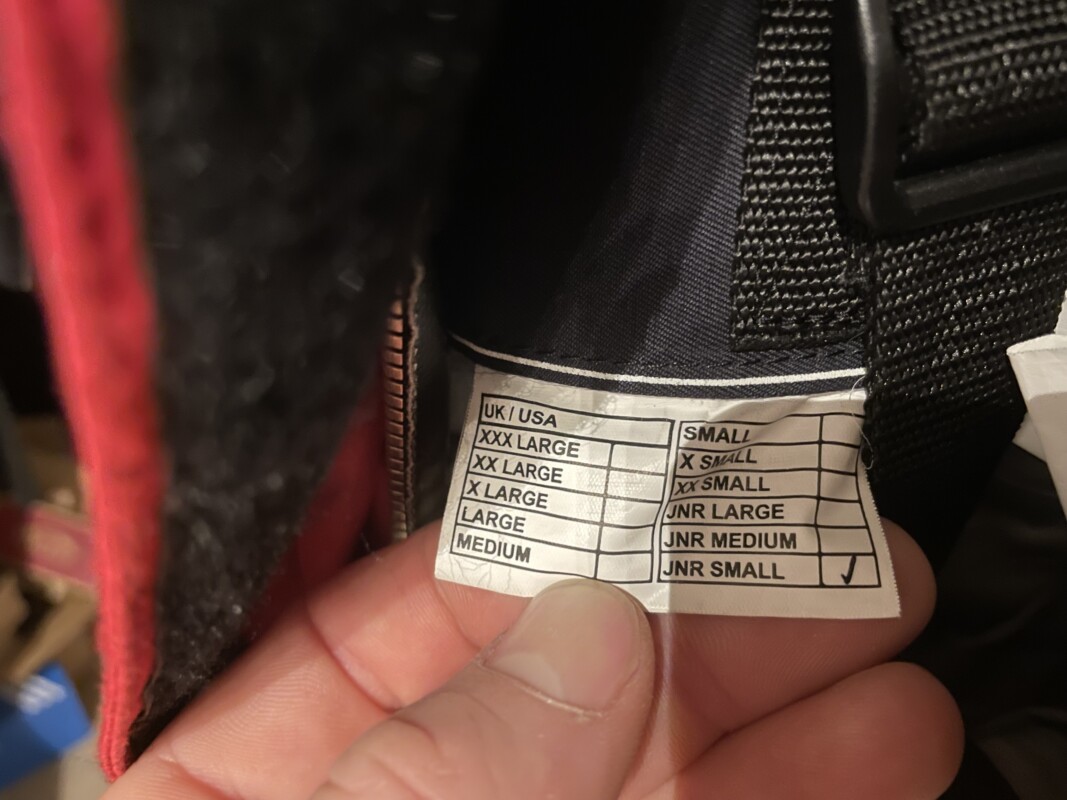 UK / USA
XXX LARGE
XX LARGE
X LARGE
LARGE
MEDIUM
SMALL
X SMALL
XX SMALL
JNR LARGE
JNR MEDIUM
JNR SMALL ✓